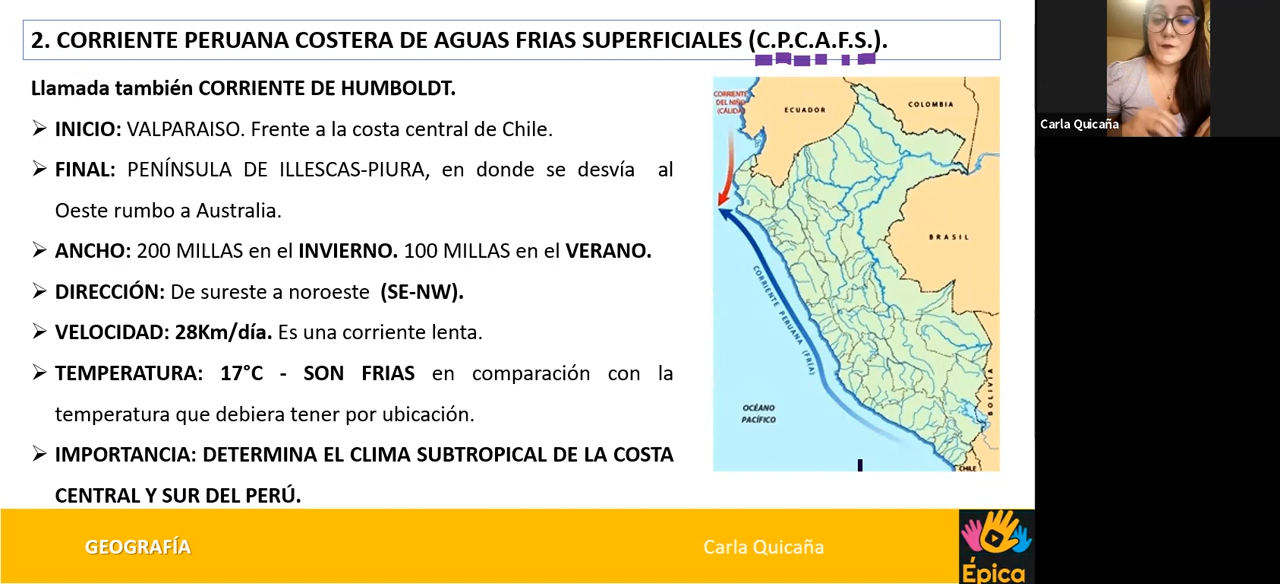 2. CORRIENTE PERUANA COSTERA DE AGUAS FRIAS SUPERFICIALES (C.P.C.A.F.S.).
Llamada también CORRIENTE DE HUMBOLDT.
➢ INICIO: VALPARAISO. Frente a la costa central de Chile.
➢ FINAL: PENÍNSULA DE ILLESCAS-PIURA, en donde se desvía al
Oeste rumbo a Australia.
➢ ANCHO: 200 MILLAS en el INVIERNO. 100 MILLAS en el VERANO.
➢ DIRECCIÓN: De sureste a noroeste (SE-NW).
➢ VELOCIDAD: 28Km/día. Es una corriente lenta.
➢ TEMPERATURA: 17°C - SON FRIAS en comparación con la
temperatura que debiera tener por ubicación.
➢ IMPORTANCIA: DETERMINA EL CLIMA SUBTROPICAL DE LA COSTA
CENTRAL Y SUR DEL PERÚ.
CORRIENTE
DEL NIÑO
(CÁLIDA)
ECUADOR
COLOMBIA
BRASIL
CORRIENTE PERUANA (FRÍA)
BOLIVIA
OCÉANO
PACÍFICO
CHILE
Carla Quicaña
GEOGRAFÍA
Carla Quicaña
Épica